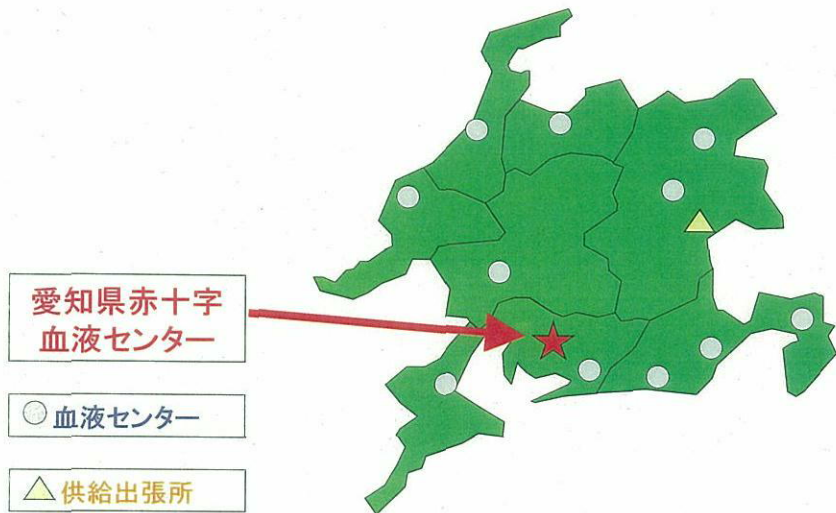 愛知県赤十字
血液センター
血液センター
供給出張所